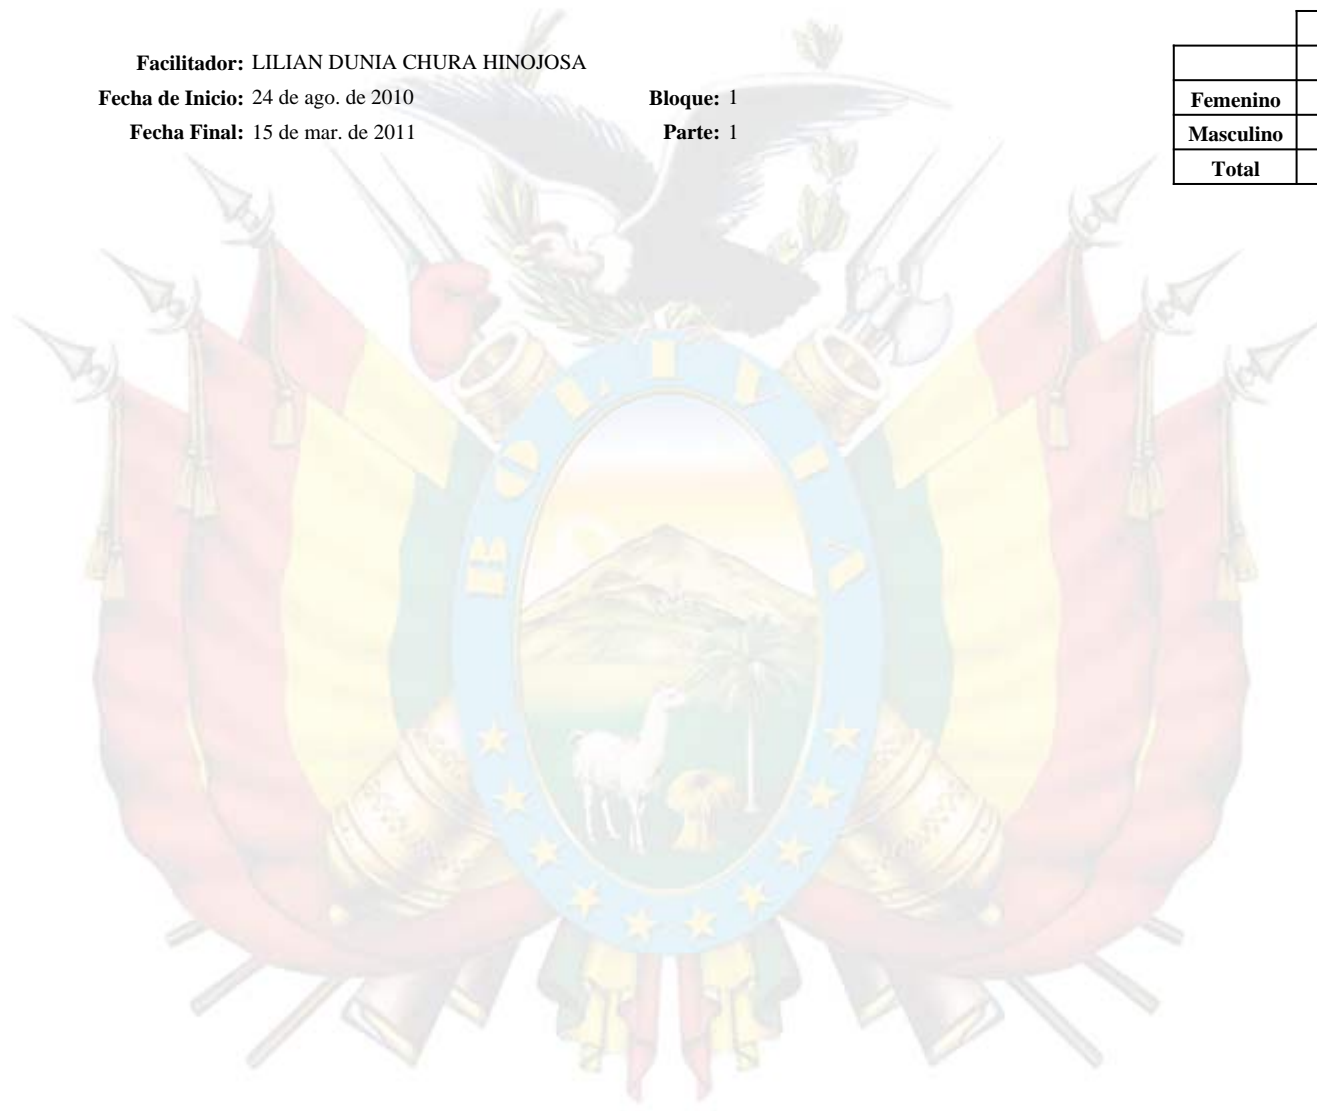 Facilitador: LILIAN DUNIA CHURA HINOJOSA
Fecha de Inicio: 24 de ago. de 2010 Bloque: 1
Fecha Final: 15 de mar. de 2011 Parte: 1
Femenino
Masculino
Total
BOLIVIA